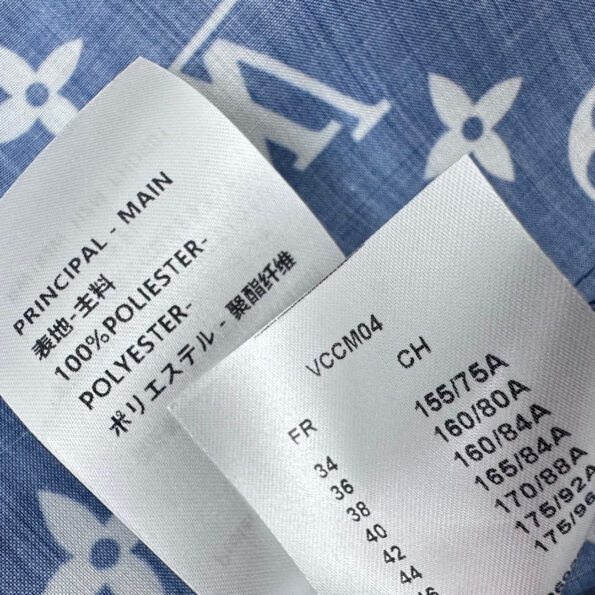 PRINCIPAL - MAIN
表地-主料
100%POLIESTER-
POLYESTER-
ポリエステル - 聚酯纤维
VCCM04
FR CH
34 155/75A
36 160/80A
38 160/84A
40 165/84A
42 170/88A
44 175/92A
175/96